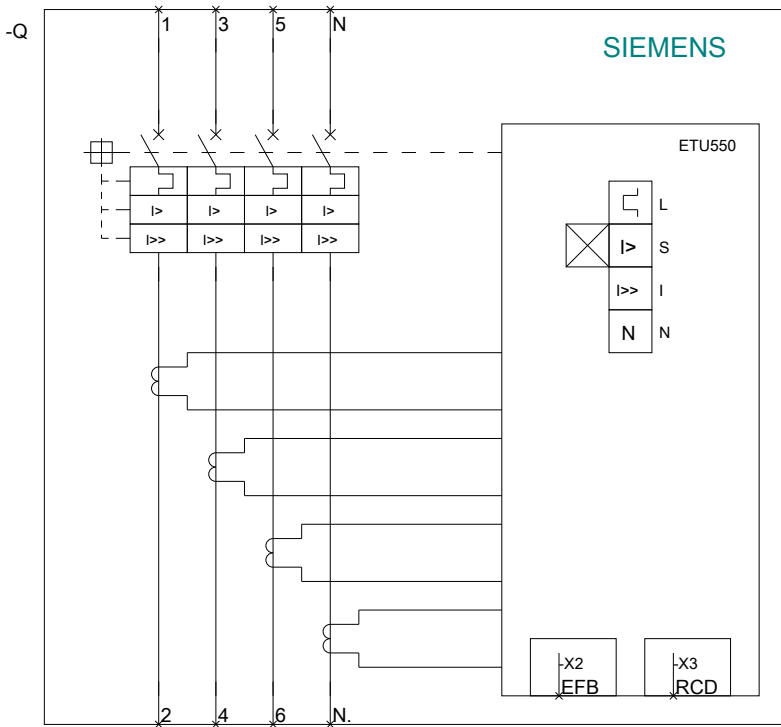 -Q
1 3 5 N
SIEMENS
ETU550
L
I> I> I> I>
I>> I>> I>> I>>
I> S
I>> I
N N
-X2
EFB
-X3
RCD
2 4 6 N.